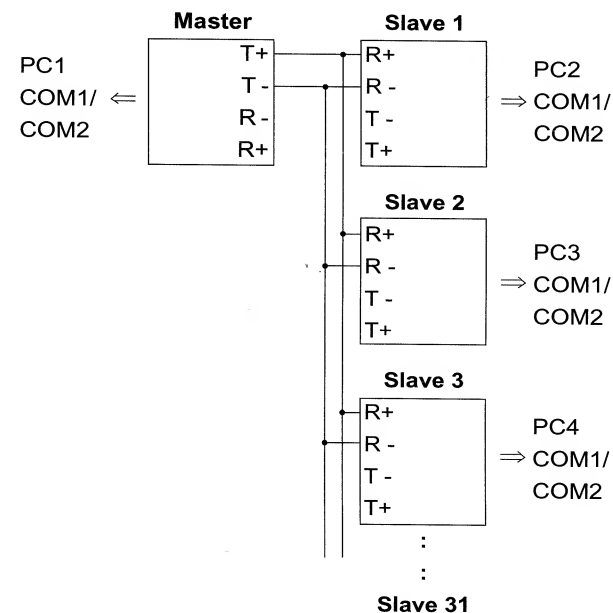 Master
PC1
COM1/
COM2
T+
T -
R -
R+
Slave 1
R+
R -
T -
T+
PC2
COM1/
COM2
Slave 2
R+
R -
T -
T+
PC3
COM1/
COM2
Slave 3
R+
R -
T -
T+
PC4
COM1/
COM2
:
:
Slave 31